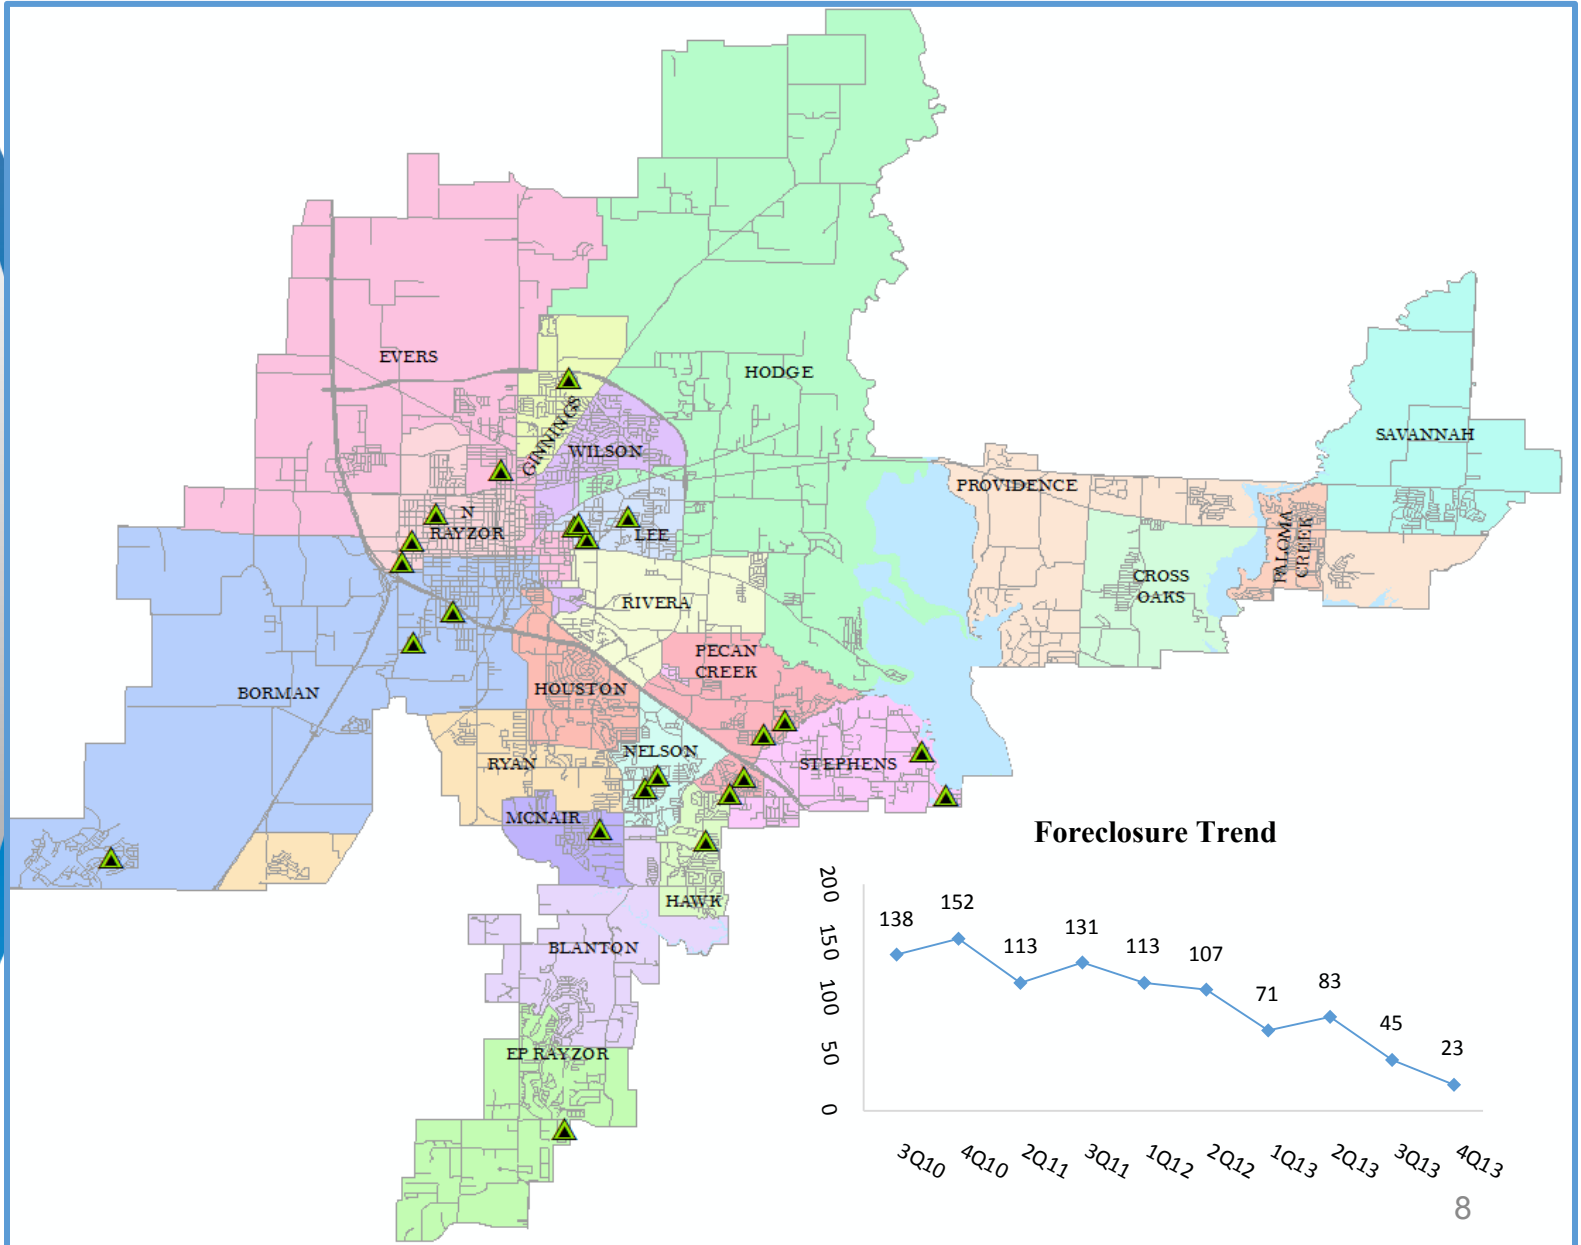 EVERS
HODGE
GINNINGS
WILSON
SAVANNAH
PROVIDENCE
N
RAYZOR
LEE
PALOMA
CREEK
CROSS
OAKS
RIVERA
PECAN
CREEK
BORMAN
HOUSTON
NELSON
RYAN
STEPHENS
MCNAIR
HAWK
BLANTON
EP RAYZOR
Foreclosure Trend
200
150
100
50
0
138
152
113
131
113
107
71
83
45
23
3Q10
4Q10
2Q11
3Q11
1Q12
2Q12
1Q13
2Q13
3Q13
4Q13
8